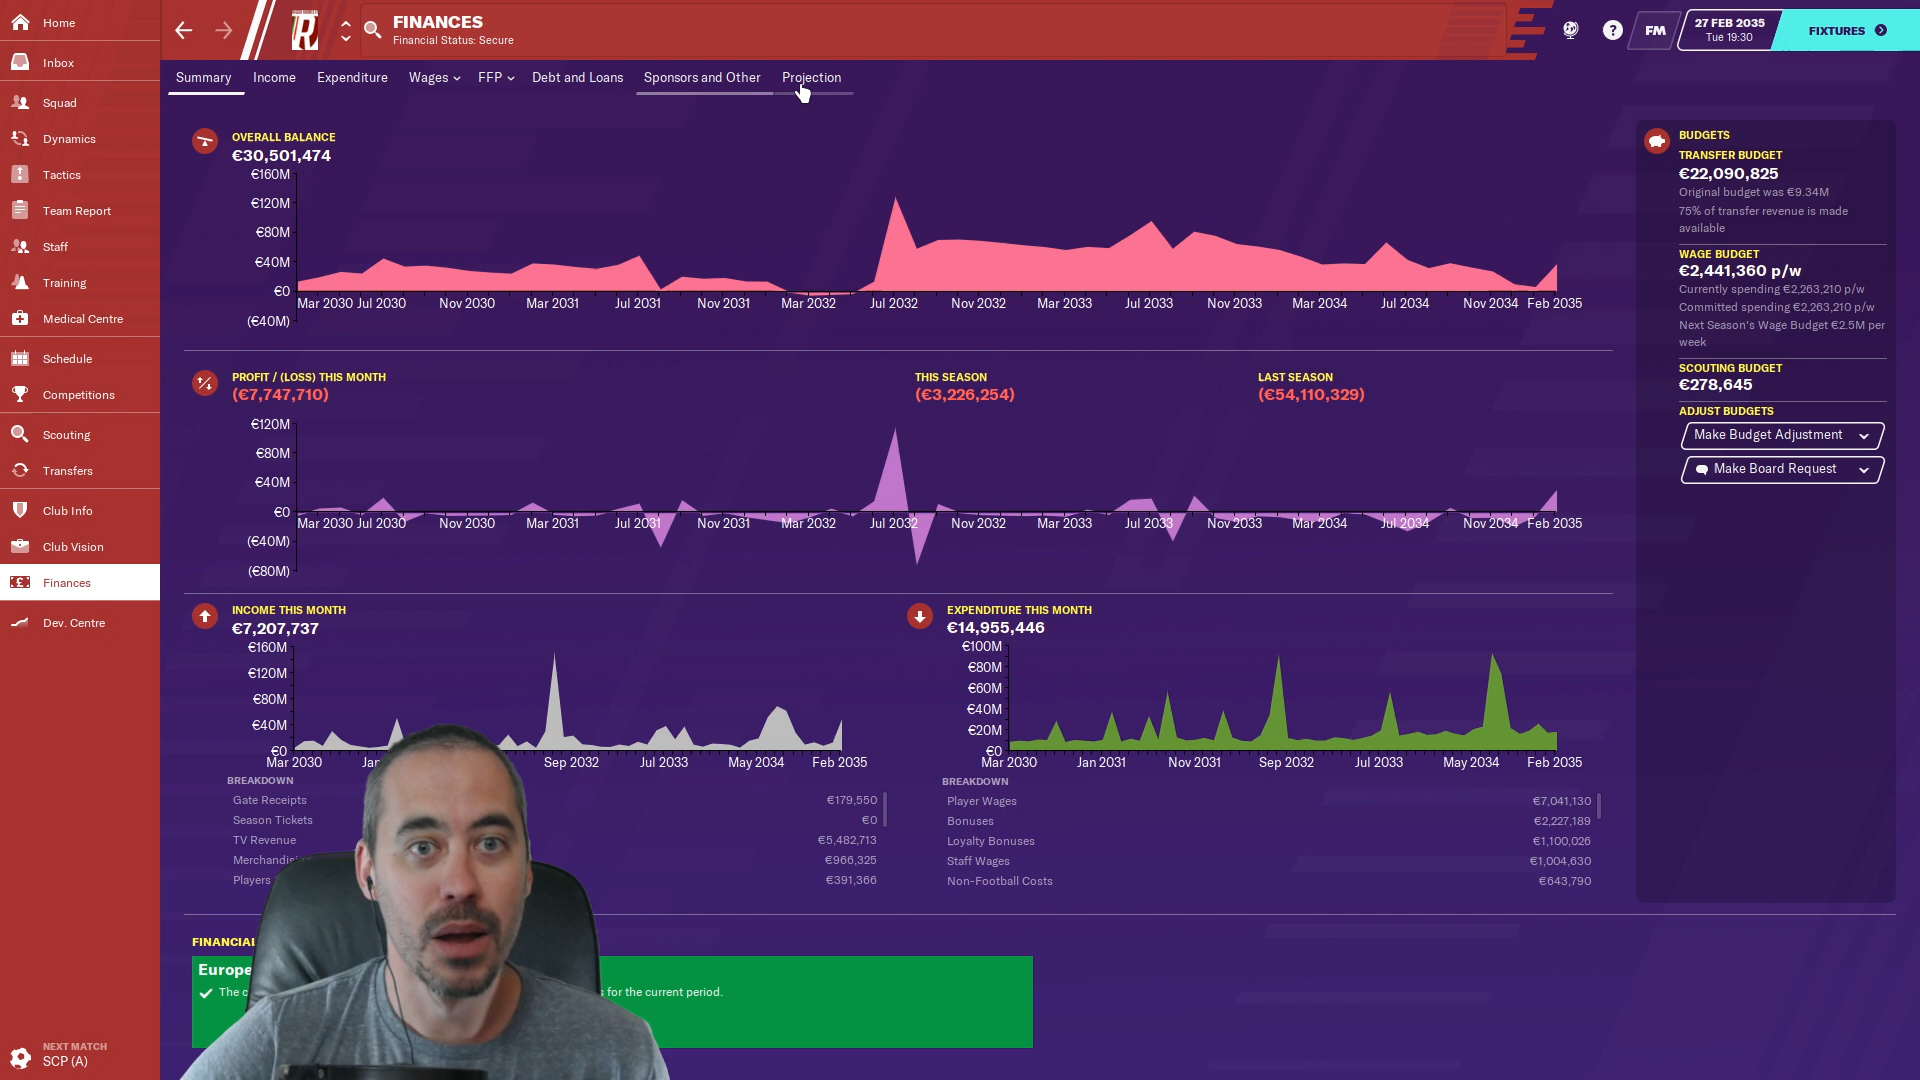 Home
Inbox
Squad
Dynamics
Tactics
Team Report
Staff
Training
Medical Centre
Schedule
Competitions
Scouting
Transfers
Club Info
Club Vision
Finances
Dev. Centre
NEXT MATCH
SCP (A)
R
FINANCES
Financial Status: Secure
?
FM
27 FEB 2035
Tue 19:30
FIXTURES
Summary Income Expenditure Wages FFP Debt and Loans Sponsors and Other Projection
OVERALL BALANCE
€30,501,474
€160M
€120M
€80M
€40M
€0
(€40M)
Mar 2030 Jul 2030 Nov 2030 Mar 2031 Jul 2031 Nov 2031 Mar 2032 Jul 2032 Nov 2032 Mar 2033 Jul 2033 Nov 2033 Mar 2034 Jul 2034 Nov 2034 Feb 2035
PROFIT / (LOSS) THIS MONTH
(€7,747,710)
THIS SEASON
(€3,226,254)
LAST SEASON
(€54,110,329)
€120M
€80M
€40M
€0
(€40M)
(€80M)
Mar 2030 Jul 2030 Nov 2030 Mar 2031 Jul 2031 Nov 2031 Mar 2032 Jul 2032 Nov 2032 Mar 2033 Jul 2033 Nov 2033 Mar 2034 Jul 2034 Nov 2034 Feb 2035
INCOME THIS MONTH
€7,207,737
€160M
€120M
€80M
€40M
€0
Mar 2030 Jan Sep 2032 Jul 2033 May 2034 Feb 2035
BREAKDOWN
Gate Receipts €179,550
Season Tickets €0
TV Revenue €5,482,713
Merchandis €966,325
Players €391,366
EXPENDITURE THIS MONTH
€14,955,446
€100M
€80M
€60M
€40M
€20M
€0
Mar 2030 Jan 2031 Nov 2031 Sep 2032 Jul 2033 May 2034 Feb 2035
BREAKDOWN
Player Wages €7,041,130
Bonuses €2,227,189
Loyalty Bonuses €1,100,026
Staff Wages €1,004,630
Non-Football Costs €643,790
FINANCIAL
Europe
The c s for the current period.
BUDGETS
TRANSFER BUDGET
€22,090,825
Original budget was €9.34M
75% of transfer revenue is made
available
WAGE BUDGET
€2,441,360 p/w
Currently spending €2,263,210 p/w
Committed spending €2,263,210 p/w
Next Season's Wage Budget €2.5M per
week
SCOUTING BUDGET
€278,645
ADJUST BUDGETS
Make Budget Adjustment
Make Board Request